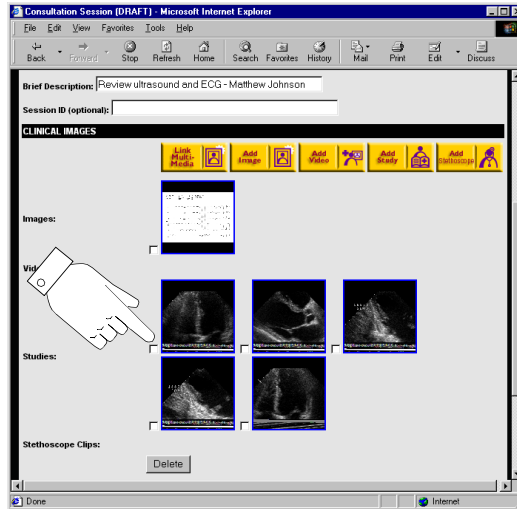 Consultation Session (DRAFT) - Microsoft Internet Explorer
File Edit View Favorites Tools Help
Back Forward Stop Refresh Home Search Favorites History Mail Print Edit Discuss
Brief Description: Review ultrasound and ECG - Matthew Johnson
Session ID (optional):
CLINICAL IMAGES
Link Multi-Media
Add Image
Add Video
Add Study
Add Stethoscope
Images:
Studies:
Stethoscope Clips:
Delete
Done Internet